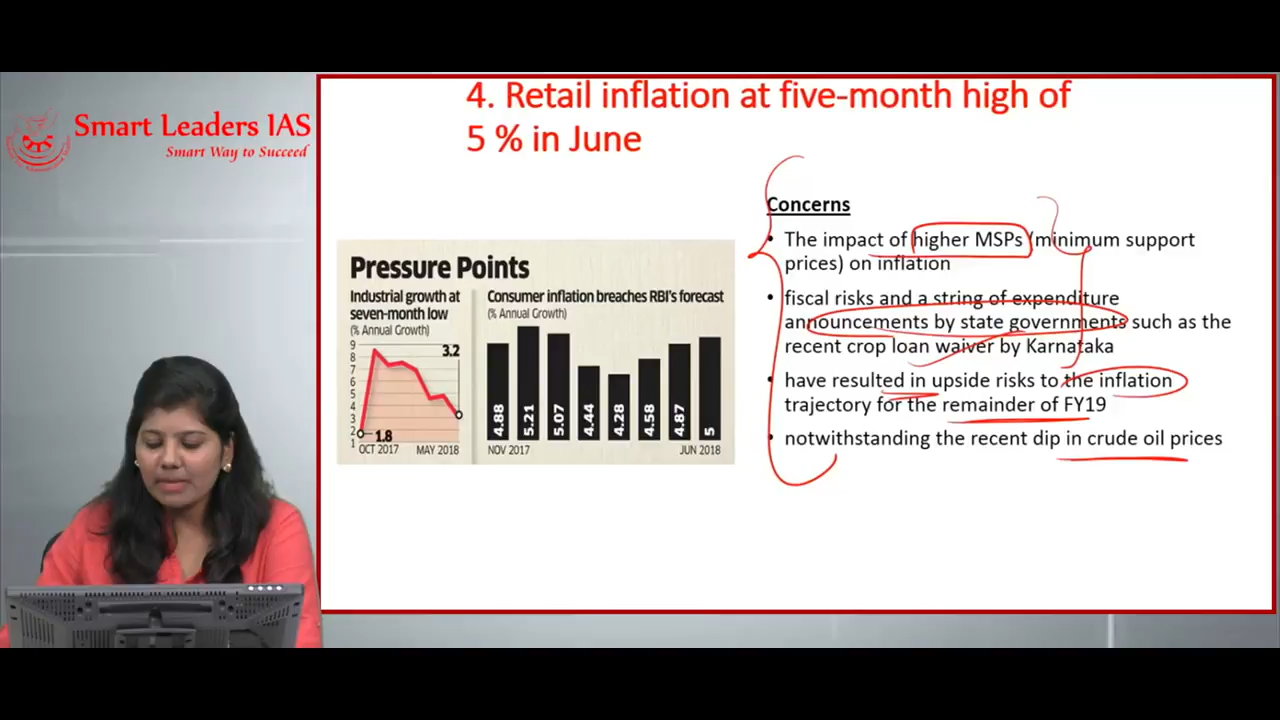 Smart Leaders IAS
Smart Way to Succeed
4. Retail inflation at five-month high of
5 % in June
Pressure Points
Industrial growth at
seven-month low
(% Annual Growth)
9
8
7
6
5
4
3
2
1
3.2
1.8
OCT 2017 MAY 2018
Consumer inflation breaches RBI's forecast
(% Annual Growth)
4.88 5.21 5.07 4.44 4.28 4.58 4.87 5
NOV 2017 JUN 2018
Concerns
• The impact of higher MSPs (minimum support
prices) on inflation
• fiscal risks and a string of expenditure
announcements by state governments such as the
recent crop loan waiver by Karnataka
• have resulted in upside risks to the inflation
trajectory for the remainder of FY19
• notwithstanding the recent dip in crude oil prices